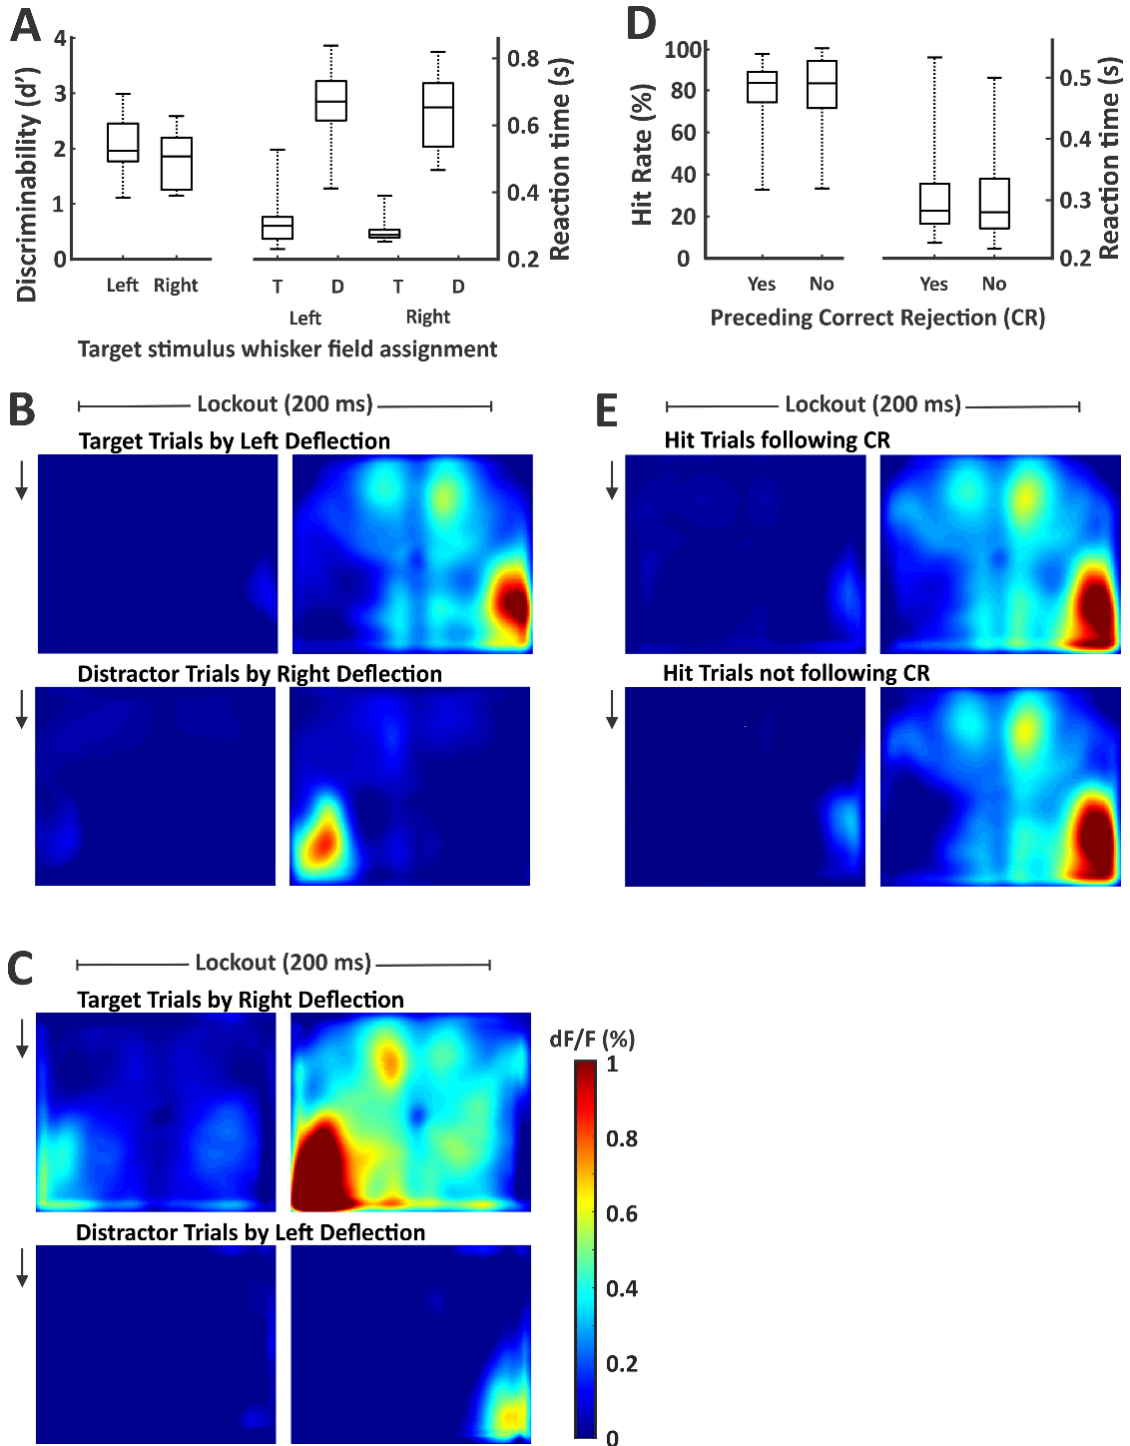 A
4
3
2
1
0
Discriminability (d’)
Left Right
0.8
0.6
0.4
0.2
Reaction time (s)
T D T D
Left Right
Target stimulus whisker field assignment
D
100
80
60
40
20
0
Hit Rate (%)
Yes No
0.5
0.4
0.3
0.2
Reaction time (s)
Yes No
Preceding Correct Rejection (CR)
B
Lockout (200 ms)
Target Trials by Left Deflection
Distractor Trials by Right Deflection
E
Lockout (200 ms)
Hit Trials following CR
Hit Trials not following CR
C
Lockout (200 ms)
Target Trials by Right Deflection
Distractor Trials by Left Deflection
dF/F (%)
1
0.8
0.6
0.4
0.2
0